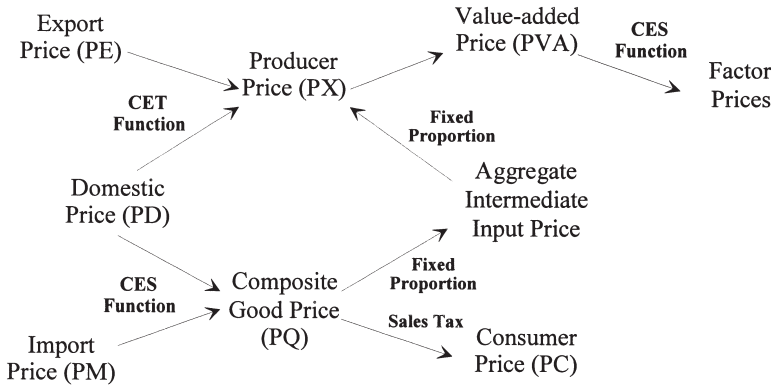 Export
Price (PE)
Producer
Price (PX)
Value-added
Price (PVA)
CES
Function
Factor
Prices
CET
Function
Fixed
Proportion
Domestic
Price (PD)
Aggregate
Intermediate
Input Price
CES
Function
Composite
Good Price
(PQ)
Fixed
Proportion
Sales Tax
Import
Price (PM)
Consumer
Price (PC)